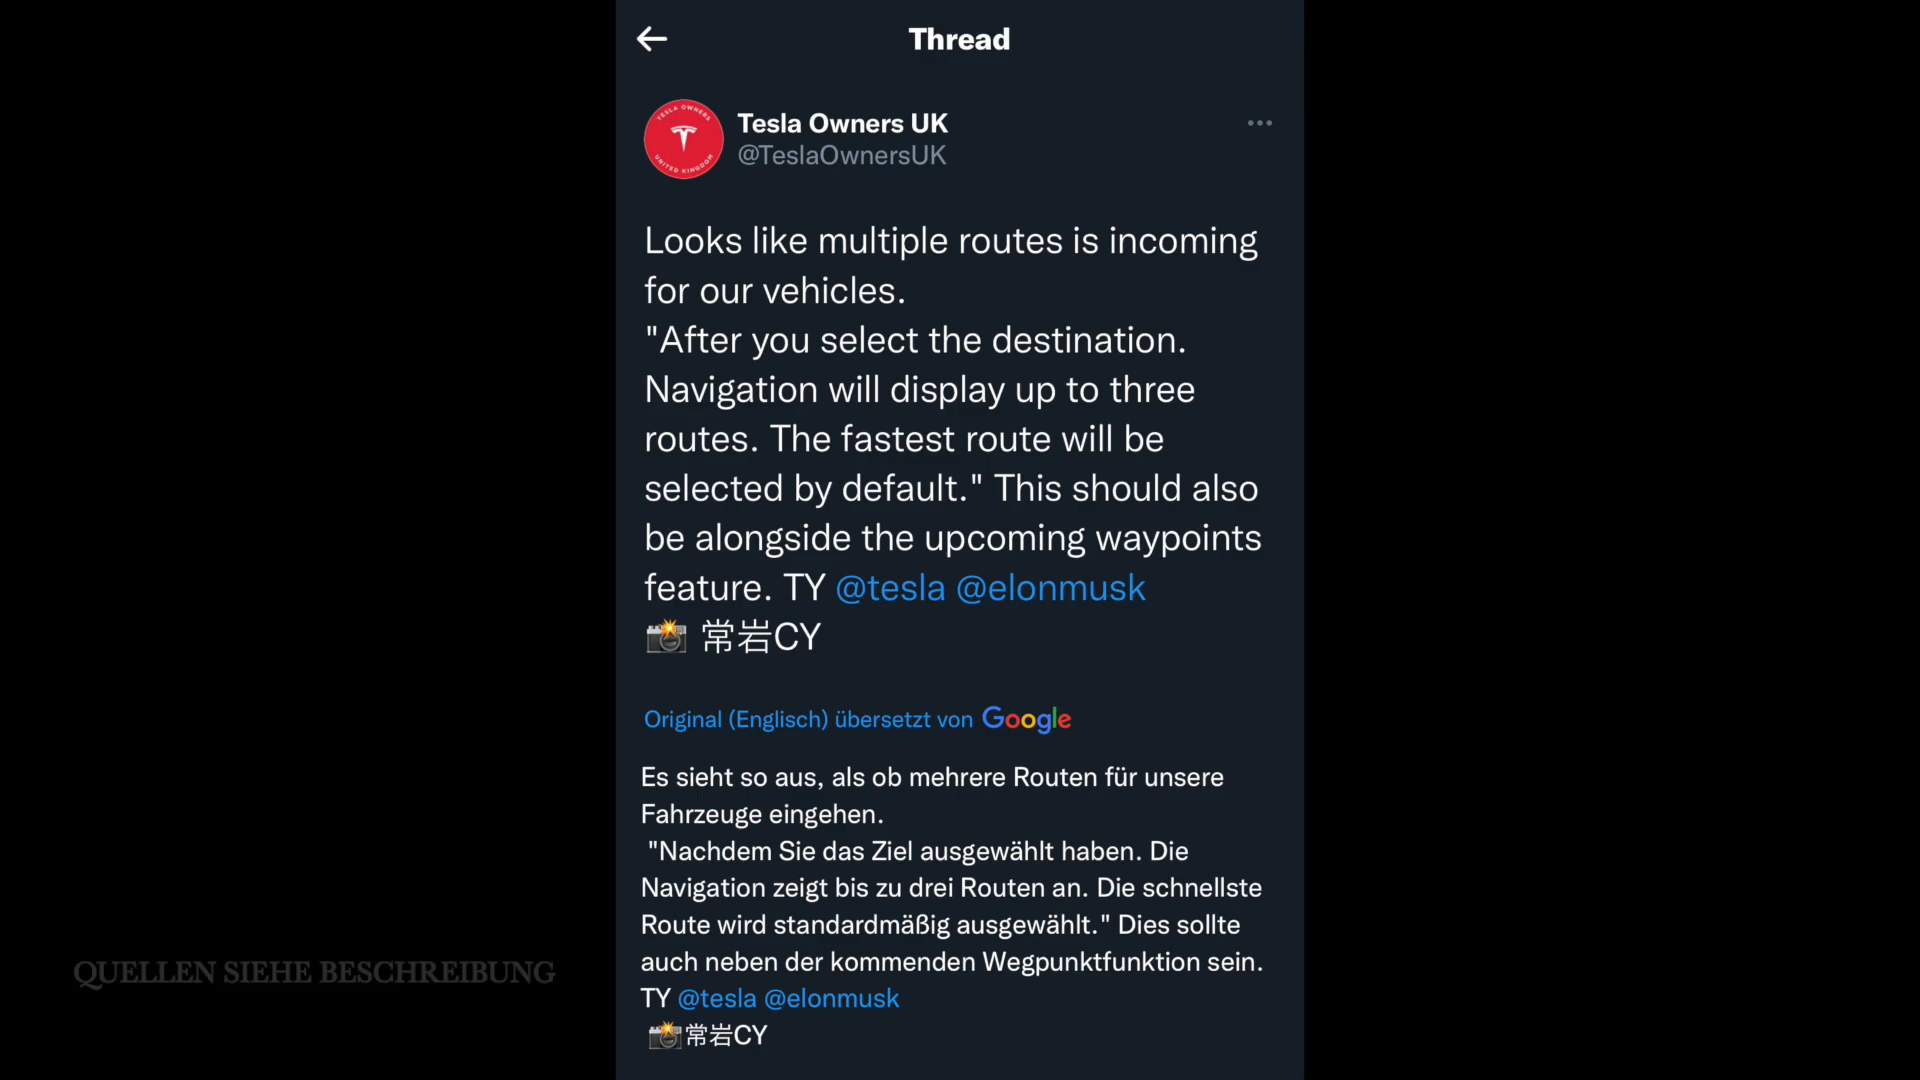 Thread
TESLA OWNERS
UNITED KINGDOM
Tesla Owners UK
@TeslaOwnersUK
Looks like multiple routes is incoming
for our vehicles.
"After you select the destination.
Navigation will display up to three
routes. The fastest route will be
selected by default." This should also
be alongside the upcoming waypoints
feature. TY @tesla @elonmusk
📸 常岩CY
Original (Englisch) übersetzt von Google
Es sieht so aus, als ob mehrere Routen für unsere
Fahrzeuge eingehen.
"Nachdem Sie das Ziel ausgewählt haben. Die
Navigation zeigt bis zu drei Routen an. Die schnellste
Route wird standardmäßig ausgewählt." Dies sollte
auch neben der kommenden Wegpunktfunktion sein.
TY @tesla @elonmusk
📸常岩CY
QUELLEN SIEHE BESCHREIBUNG